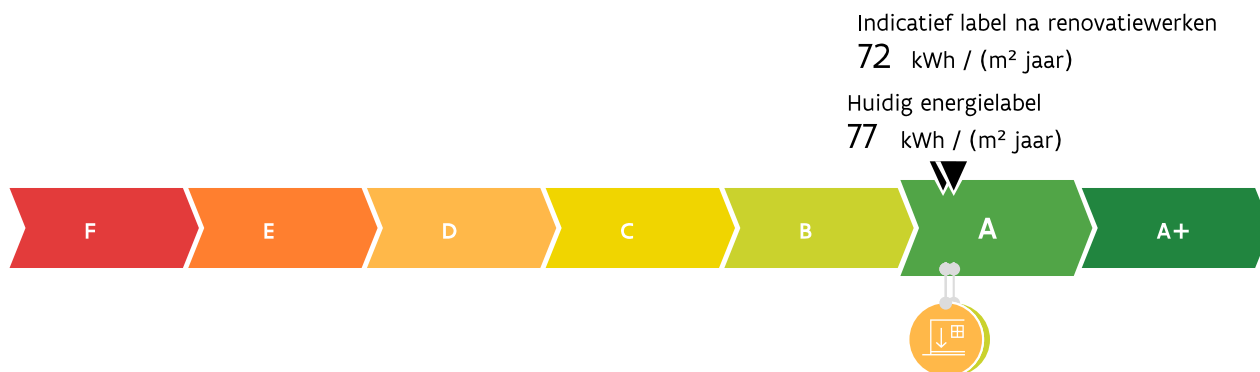 Indicatief label na renovatiewerken
72 kWh / (m² jaar)
Huidig energielabel
77 kWh / (m² jaar)
F E D C B A A+